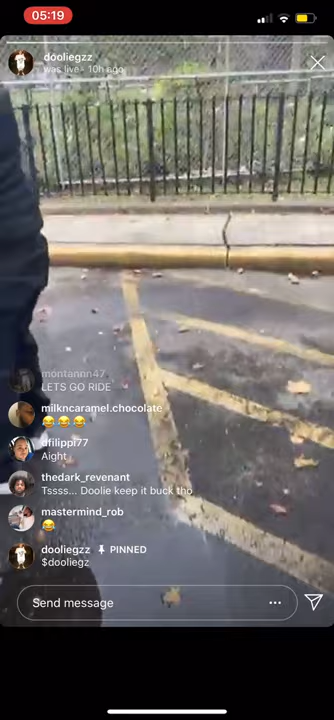 05:19
dooliegzz
was live · 10h ago
montannn47
LETS GO RIDE
milkncaramel.chocolate
😂😂😂
dfilippi77
Aight
thedark_revenant
Tssss... Doolie keep it buck tho
mastermind_rob
😂
dooliegzz 📌 PINNED
$dooliegz
Send message